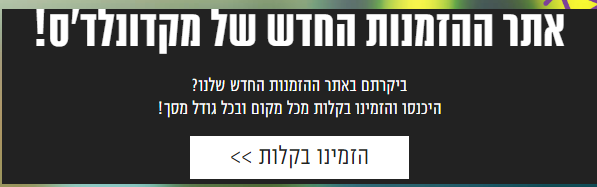 אתר ההזמנות החדש של מקדונלד'ס!
ביקרתם באתר ההזמנות החדש שלנו?
היכנסו והזמינו בקלות מכל מקום ובכל גודל מסך!
הזמינו בקלות >>